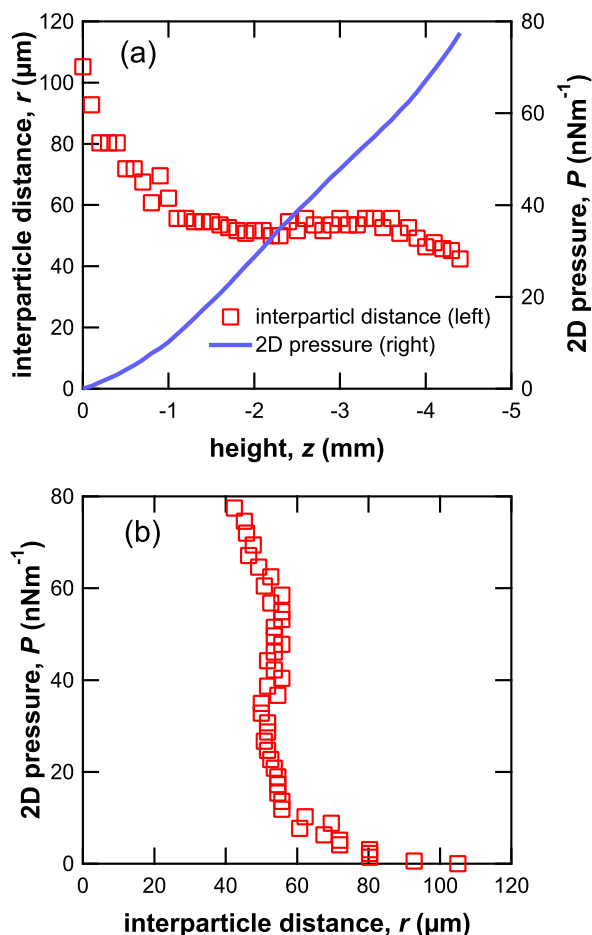 (a)
interparticle distance, r (µm)
120
100
80
60
40
20
0
80
60
40
20
0
2D pressure, P (nNm⁻¹)
interparticl distance (left)
2D pressure (right)
0 -1 -2 -3 -4 -5
height, z (mm)
(b)
2D pressure, P (nNm⁻¹)
80
60
40
20
0
0 20 40 60 80 100 120
interparticle distance, r (µm)